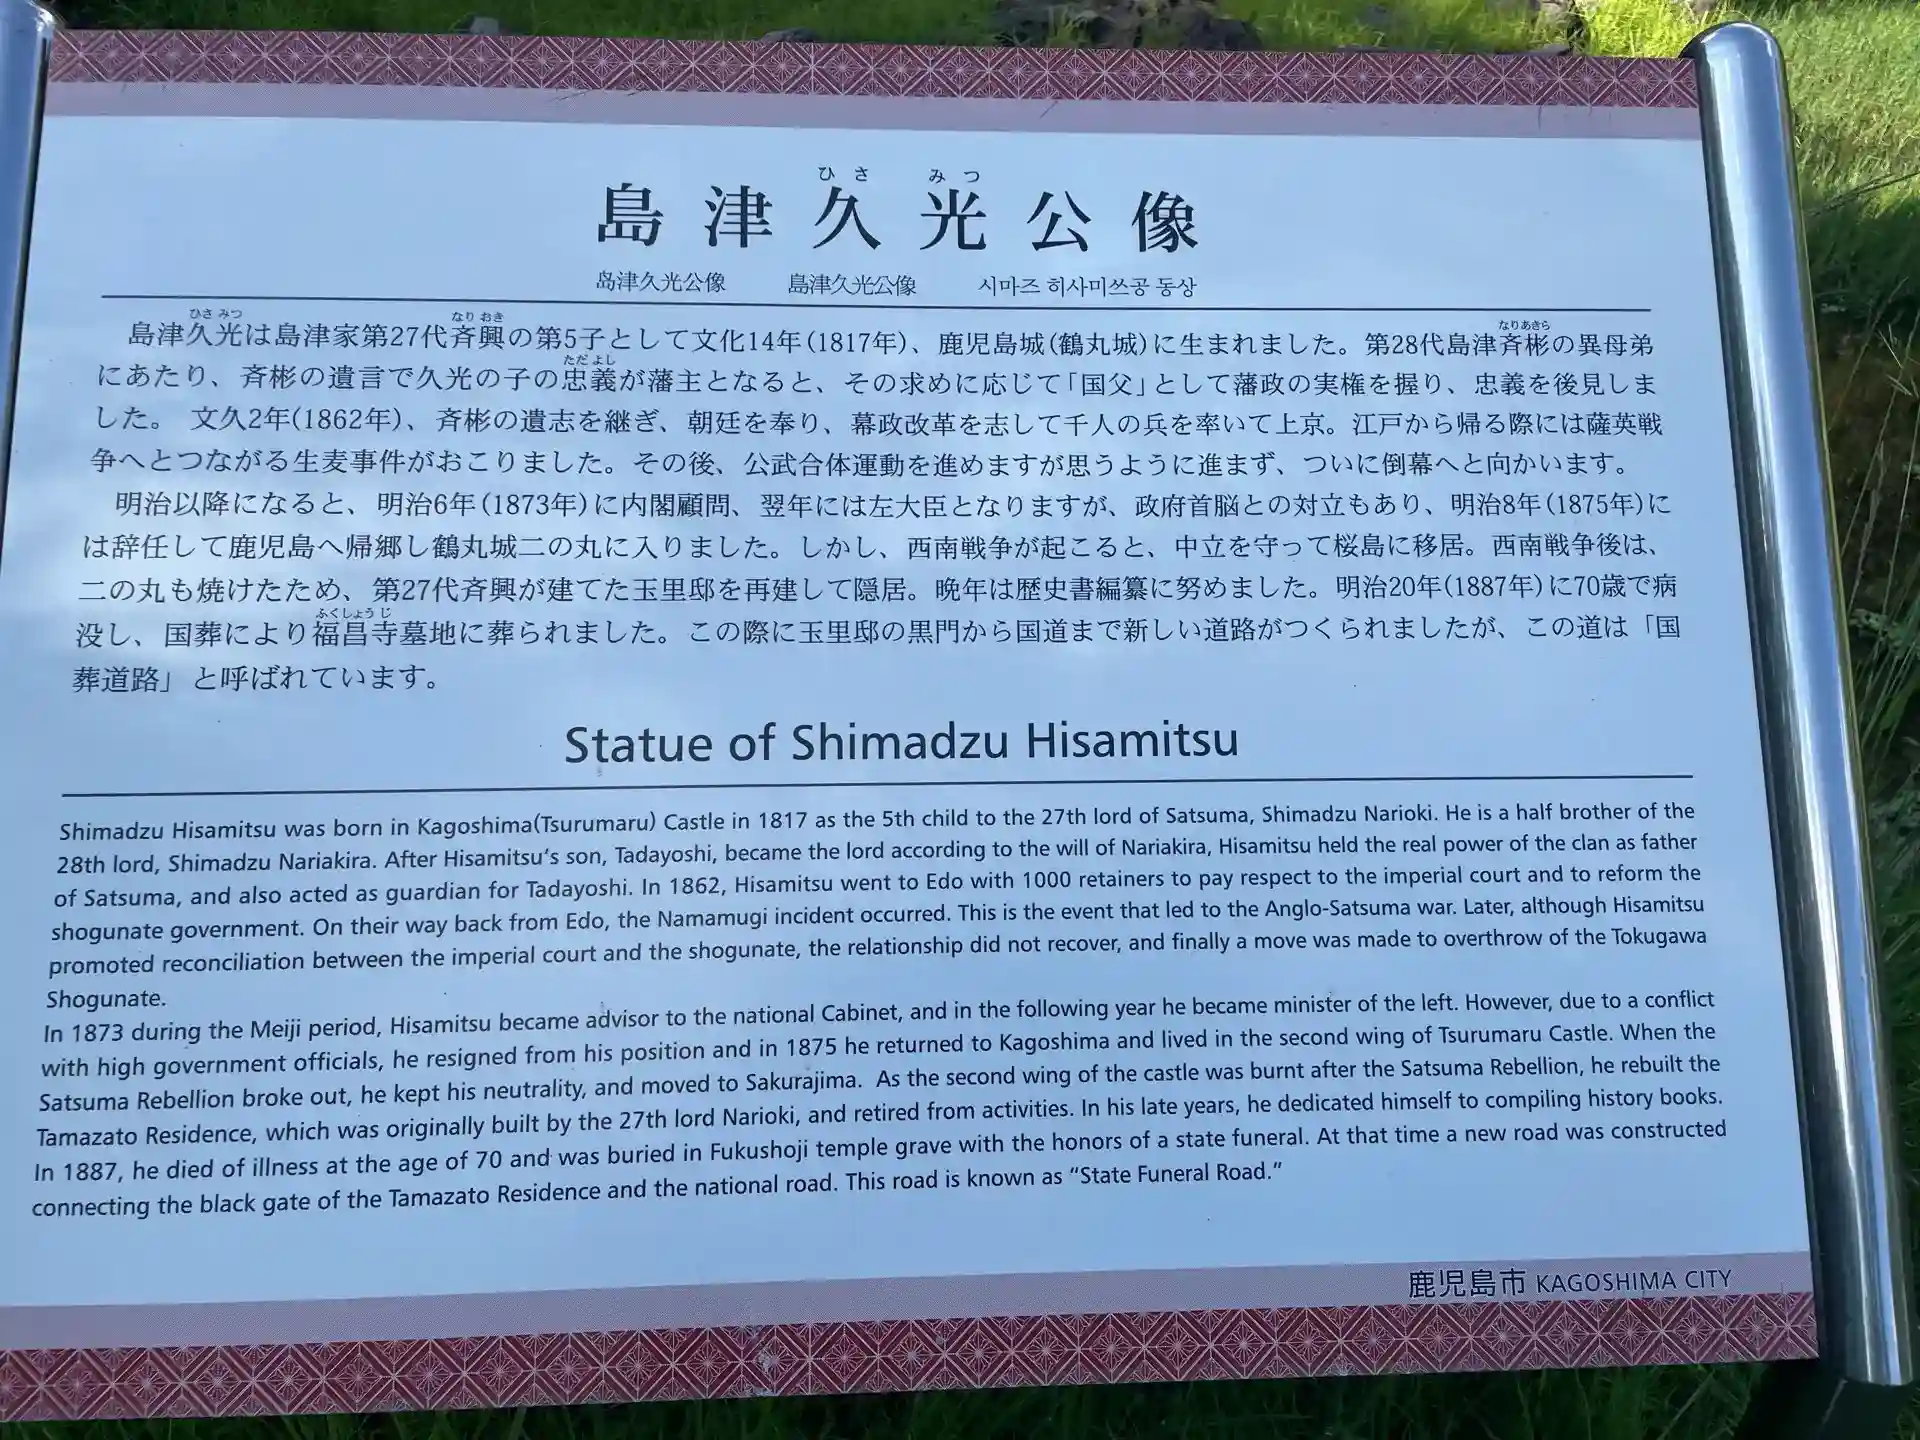 ひさ みつ
島津久光公像
岛津久光公像 島津久光公像 시마즈 히사미쓰공 동상
ひさ みつ なり おき なりあきら
島津久光は島津家第27代斉興の第5子として文化14年(1817年)、鹿児島城(鶴丸城)に生まれました。第28代島津斉彬の異母弟
ただ よし
にあたり、斉彬の遺言で久光の子の忠義が藩主となると、その求めに応じて「国父」として藩政の実権を握り、忠義を後見しま
した。 文久2年(1862年)、斉彬の遺志を継ぎ、朝廷を奉り、幕政改革を志して千人の兵を率いて上京。江戸から帰る際には薩英戦
争へとつながる生麦事件がおこりました。その後、公武合体運動を進めますが思うように進まず、ついに倒幕へと向かいます。
明治以降になると、明治6年(1873年)に内閣顧問、翌年には左大臣となりますが、政府首脳との対立もあり、明治8年(1875年)に
は辞任して鹿児島へ帰郷し鶴丸城二の丸に入りました。しかし、西南戦争が起こると、中立を守って桜島に移居。西南戦争後は、
二の丸も焼けたため、第27代斉興が建てた玉里邸を再建して隠居。晩年は歴史書編纂に努めました。明治20年(1887年)に70歳で病
ふくしょうじ
没し、国葬により福昌寺墓地に葬られました。この際に玉里邸の黒門から国道まで新しい道路がつくられましたが、この道は「国
葬道路」と呼ばれています。
Statue of Shimadzu Hisamitsu
Shimadzu Hisamitsu was born in Kagoshima(Tsurumaru) Castle in 1817 as the 5th child to the 27th lord of Satsuma, Shimadzu Narioki. He is a half brother of the
28th lord, Shimadzu Nariakira. After Hisamitsu's son, Tadayoshi, became the lord according to the will of Nariakira, Hisamitsu held the real power of the clan as father
of Satsuma, and also acted as guardian for Tadayoshi. In 1862, Hisamitsu went to Edo with 1000 retainers to pay respect to the imperial court and to reform the
shogunate government. On their way back from Edo, the Namamugi incident occurred. This is the event that led to the Anglo-Satsuma war. Later, although Hisamitsu
promoted reconciliation between the imperial court and the shogunate, the relationship did not recover, and finally a move was made to overthrow of the Tokugawa
Shogunate.
In 1873 during the Meiji period, Hisamitsu became advisor to the national Cabinet, and in the following year he became minister of the left. However, due to a conflict
with high government officials, he resigned from his position and in 1875 he returned to Kagoshima and lived in the second wing of Tsurumaru Castle. When the
Satsuma Rebellion broke out, he kept his neutrality, and moved to Sakurajima. As the second wing of the castle was burnt after the Satsuma Rebellion, he rebuilt the
Tamazato Residence, which was originally built by the 27th lord Narioki, and retired from activities. In his late years, he dedicated himself to compiling history books.
In 1887, he died of illness at the age of 70 and was buried in Fukushoji temple grave with the honors of a state funeral. At that time a new road was constructed
connecting the black gate of the Tamazato Residence and the national road. This road is known as “State Funeral Road.”
鹿児島市 KAGOSHIMA CITY